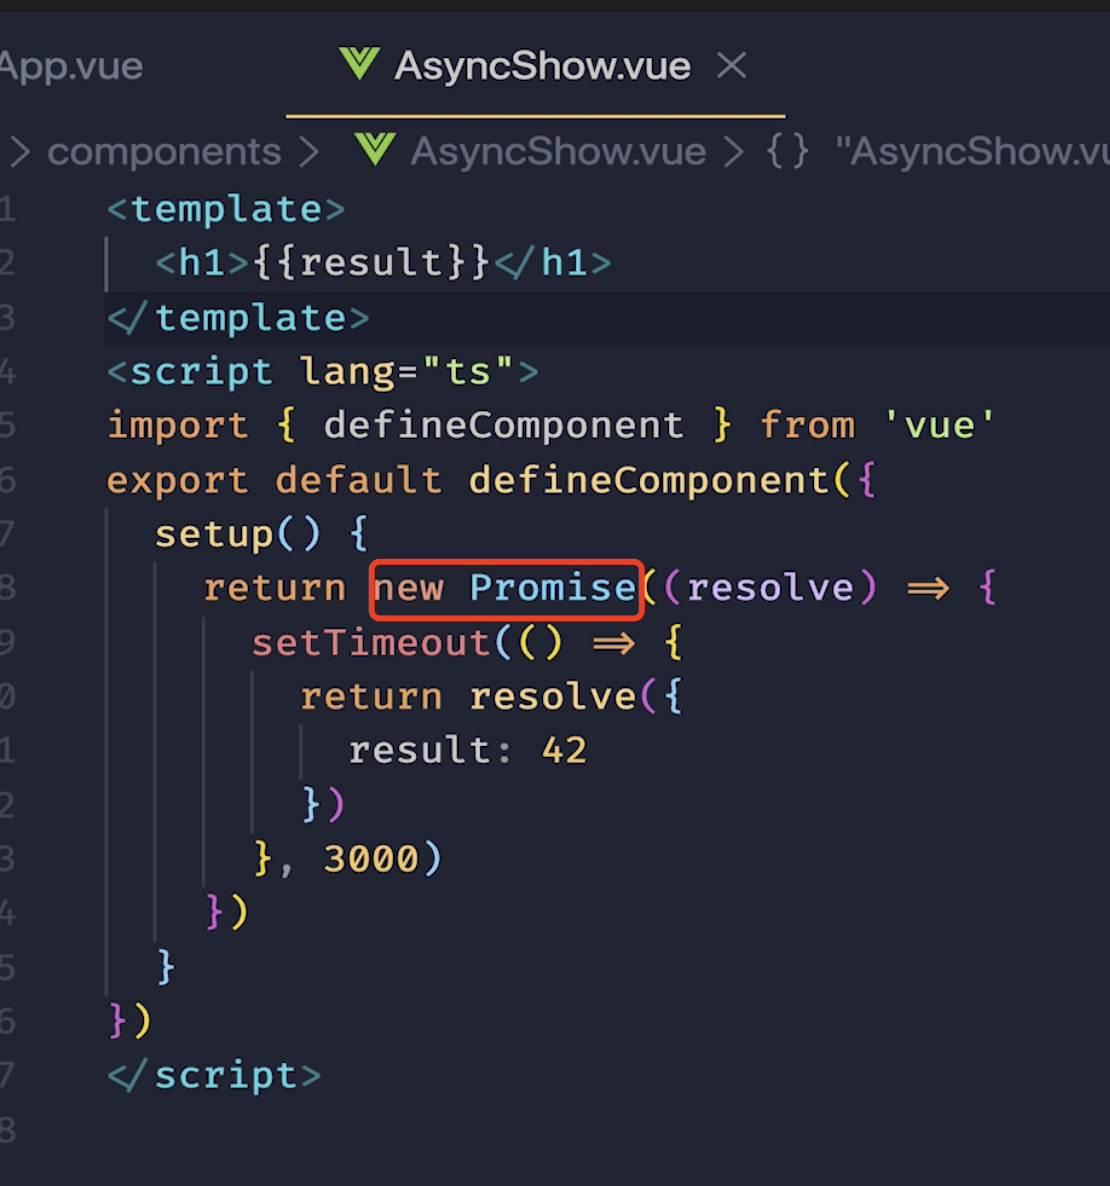 App.vue AsyncShow.vue
components > AsyncShow.vue > {} "AsyncShow.vu
1 <template>
2 <h1>{{result}}</h1>
3 </template>
4 <script lang="ts">
5 import { defineComponent } from 'vue'
6 export default defineComponent({
7 setup() {
8 return new Promise((resolve) => {
9 setTimeout(() => {
0 return resolve({
1 result: 42
2 })
3 }, 3000)
4 })
5 }
6 })
7 </script>
8